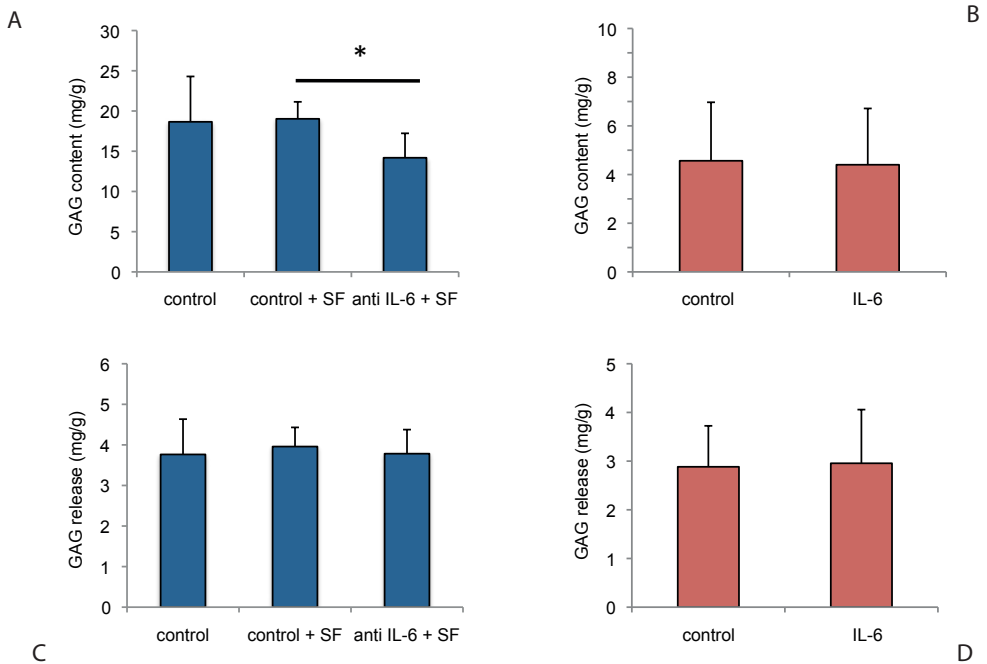 A
GAG content (mg/g)
30
25
20
15
10
5
0
*
control
control + SF
anti IL-6 + SF
B
GAG content (mg/g)
10
8
6
4
2
0
control
IL-6
GAG release (mg/g)
6
5
4
3
2
1
0
control
control + SF
anti IL-6 + SF
C
GAG release (mg/g)
5
4
3
2
1
0
control
IL-6
D